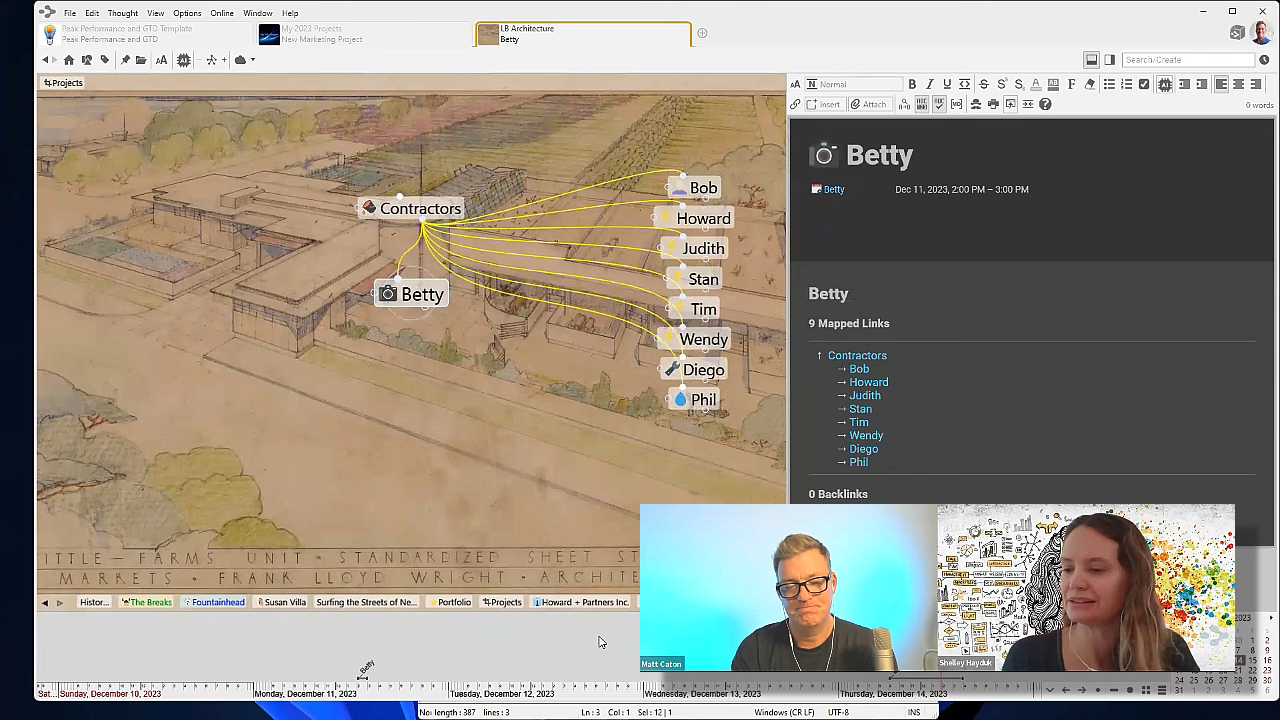 File Edit Thought View Options Online Window Help
Peak Performance and GTD Template
Peak Performance and GTD
My 2023 Projects
New Marketing Project
LB Architecture
Betty
Search/Create
Projects
Normal
Insert
Attach
0 words
Contractors
Betty
Bob
Howard
Judith
Stan
Tim
Wendy
Diego
Phil
Betty
Betty Dec 11, 2023, 2:00 PM – 3:00 PM
Betty
9 Mapped Links
↑ Contractors
→ Bob
→ Howard
→ Judith
→ Stan
→ Tim
→ Wendy
→ Diego
→ Phil
0 Backlinks
ITTLE – FARMS UNIT • STANDARDIZED SHEET ST
MARKETS • FRANK LLOYD WRIGHT • ARCHITE
Histor... The Breaks Fountainhead Susan Villa Surfing the Streets of Ne... Portfolio Projects Howard + Partners Inc.
Matt Caton
Shelley Hayduk
2023
Betty
Sat... Sunday, December 10, 2023 Monday, December 11, 2023 Tuesday, December 12, 2023 Wednesday, December 13, 2023 Thursday, December 14, 2023
length : 387 lines : 3 Ln : 3 Col : 1 Sel : 12 | 1 Windows (CR LF) UTF-8 INS